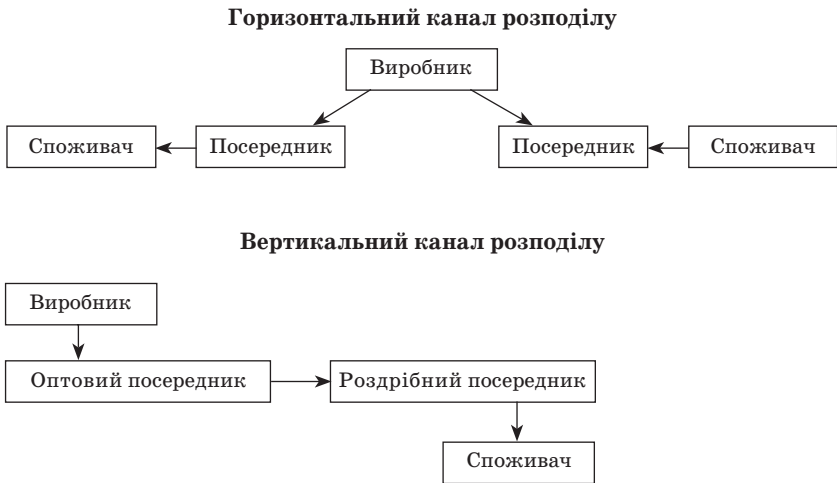 Горизонтальний канал розподілу
Виробник
Споживач Посередник Посередник Споживач
Вертикальний канал розподілу
Виробник
Оптовий посередник Роздрібний посередник
Споживач